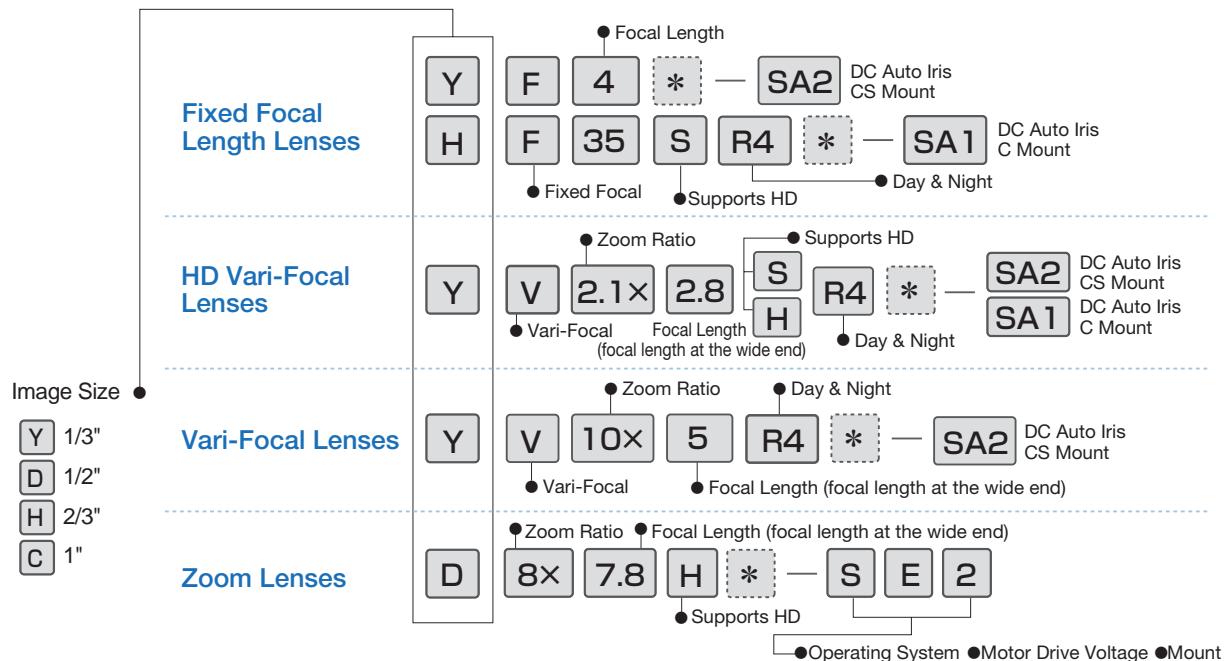 Focal Length
Fixed Focal
Length Lenses
Y F 4 * — SA2 DC Auto Iris
CS Mount
H F 35 S R4 * — SA1 DC Auto Iris
C Mount
Fixed Focal
Supports HD
Day & Night
HD Vari-Focal
Lenses
Zoom Ratio
Supports HD
Y V 2.1× 2.8 S H R4 * — SA2 DC Auto Iris
CS Mount
SA1 DC Auto Iris
C Mount
Vari-Focal
Focal Length
(focal length at the wide end)
Day & Night
Image Size
Y 1/3"
D 1/2"
H 2/3"
C 1"
Zoom Ratio
Day & Night
Vari-Focal Lenses
Y V 10× 5 R4 * — SA2 DC Auto Iris
CS Mount
Vari-Focal
Focal Length (focal length at the wide end)
Zoom Ratio
Focal Length (focal length at the wide end)
Zoom Lenses
D 8× 7.8 H * — S E 2
Supports HD
Operating System Motor Drive Voltage Mount